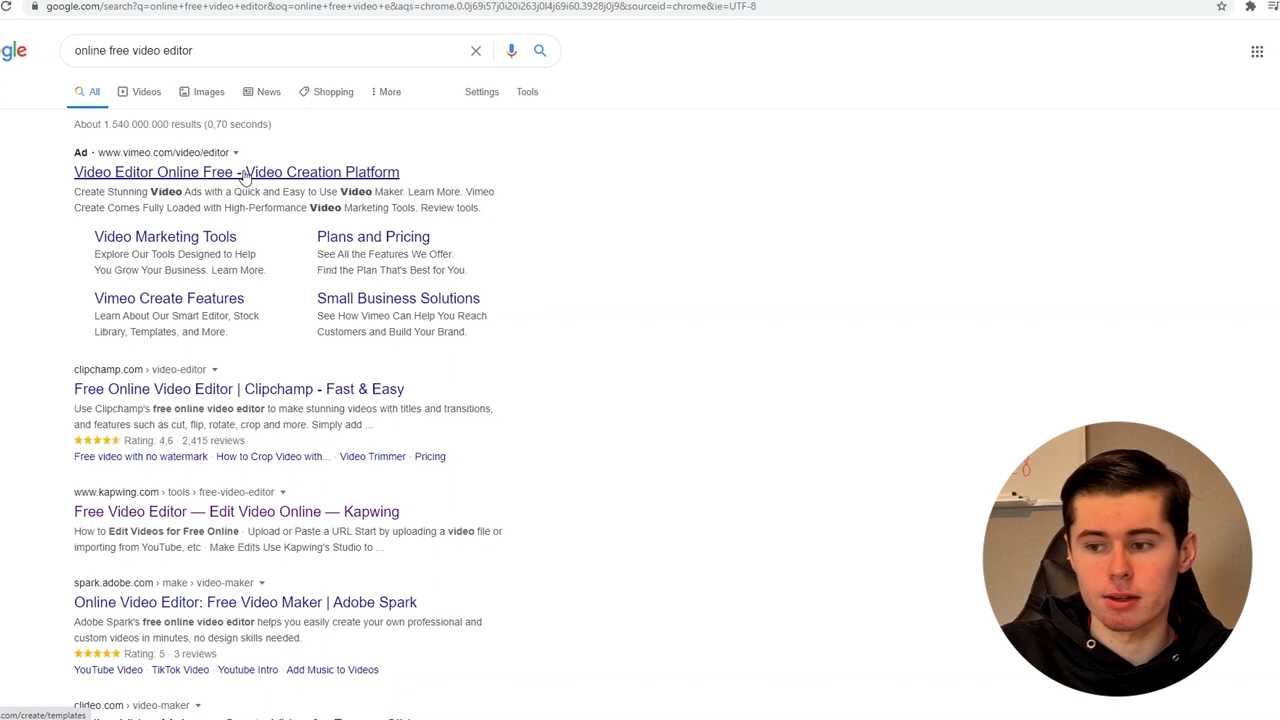 google.com/search?q=online+free+video+editor&oq=online+free+video+e&aqs=chrome.0.0j69i57j0i20i263j0l4j69i60.3928j0j9&sourceid=chrome&ie=UTF-8
gle
online free video editor
All
Videos
Images
News
Shopping
More
Settings
Tools
About 1.540.000.000 results (0,70 seconds)
Ad · www.vimeo.com/video/editor
Video Editor Online Free - Video Creation Platform
Create Stunning Video Ads with a Quick and Easy to Use Video Maker. Learn More. Vimeo
Create Comes Fully Loaded with High-Performance Video Marketing Tools. Review tools.
Video Marketing Tools
Explore Our Tools Designed to Help
You Grow Your Business. Learn More.
Plans and Pricing
See All the Features We Offer.
Find the Plan That's Best for You.
Vimeo Create Features
Learn About Our Smart Editor, Stock
Library, Templates, and More.
Small Business Solutions
See How Vimeo Can Help You Reach
Customers and Build Your Brand.
clipchamp.com › video-editor
Free Online Video Editor | Clipchamp - Fast & Easy
Use Clipchamp's free online video editor to make stunning videos with titles and transitions,
and features such as cut, flip, rotate, crop and more. Simply add ...
Rating: 4,6 · 2,415 reviews
Free video with no watermark · How to Crop Video with... · Video Trimmer · Pricing
www.kapwing.com › tools › free-video-editor
Free Video Editor — Edit Video Online — Kapwing
How to Edit Videos for Free Online · Upload or Paste a URL Start by uploading a video file or
importing from YouTube, etc · Make Edits Use Kapwing's Studio to ...
spark.adobe.com › make › video-maker
Online Video Editor: Free Video Maker | Adobe Spark
Adobe Spark's free online video editor helps you easily create your own professional and
custom videos in minutes, no design skills needed.
Rating: 5 · 3 reviews
YouTube Video · TikTok Video · Youtube Intro · Add Music to Videos
clideo.com › video-maker
.com/create/templates